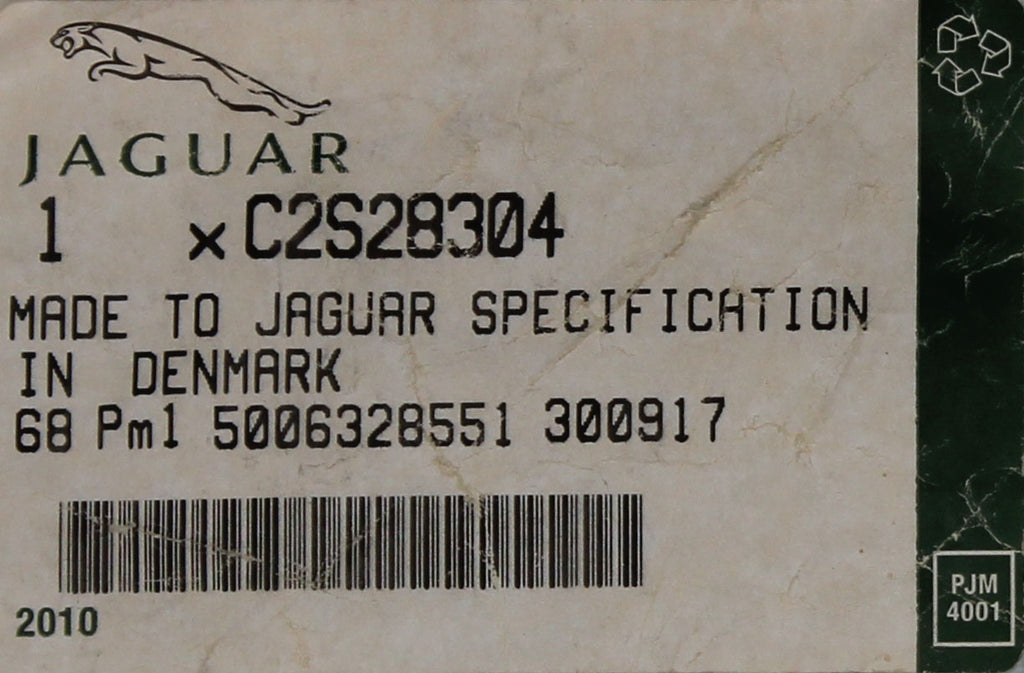 JAGUAR
1 x C2S28304
MADE TO JAGUAR SPECIFICATION
IN DENMARK
68 Pm1 5006328551 300917
2010
PJM
4001